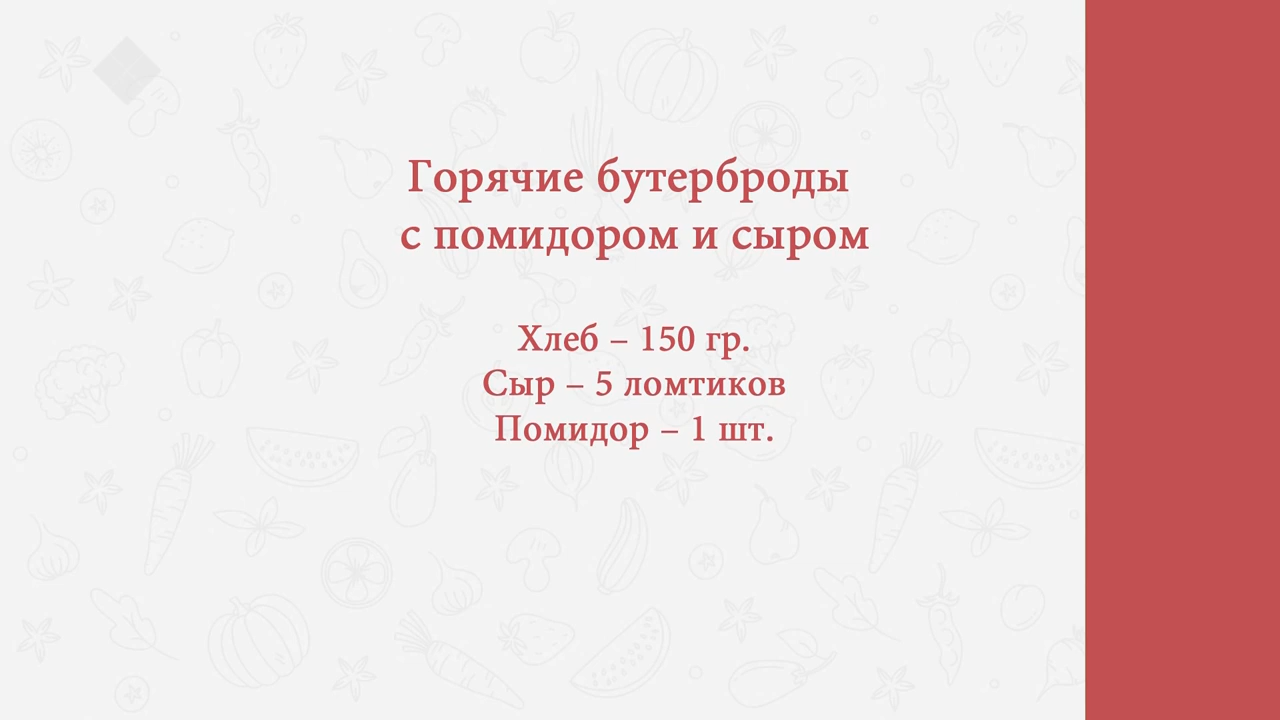 Горячие бутерброды
с помидором и сыром
Хлеб – 150 гр.
Сыр – 5 ломтиков
Помидор – 1 шт.